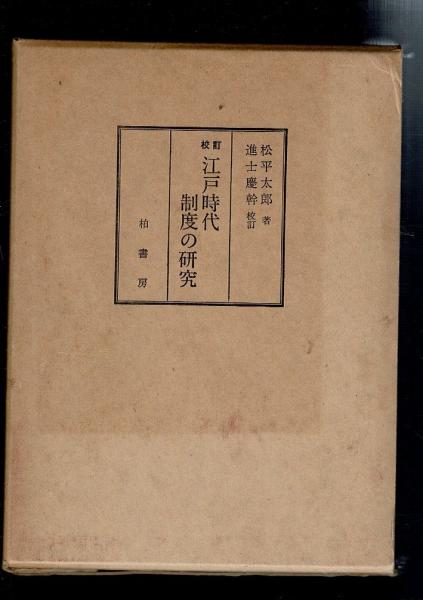 松平太郎 著
進士慶幹 校訂
校訂
江戸時代
制度の研究
柏書房